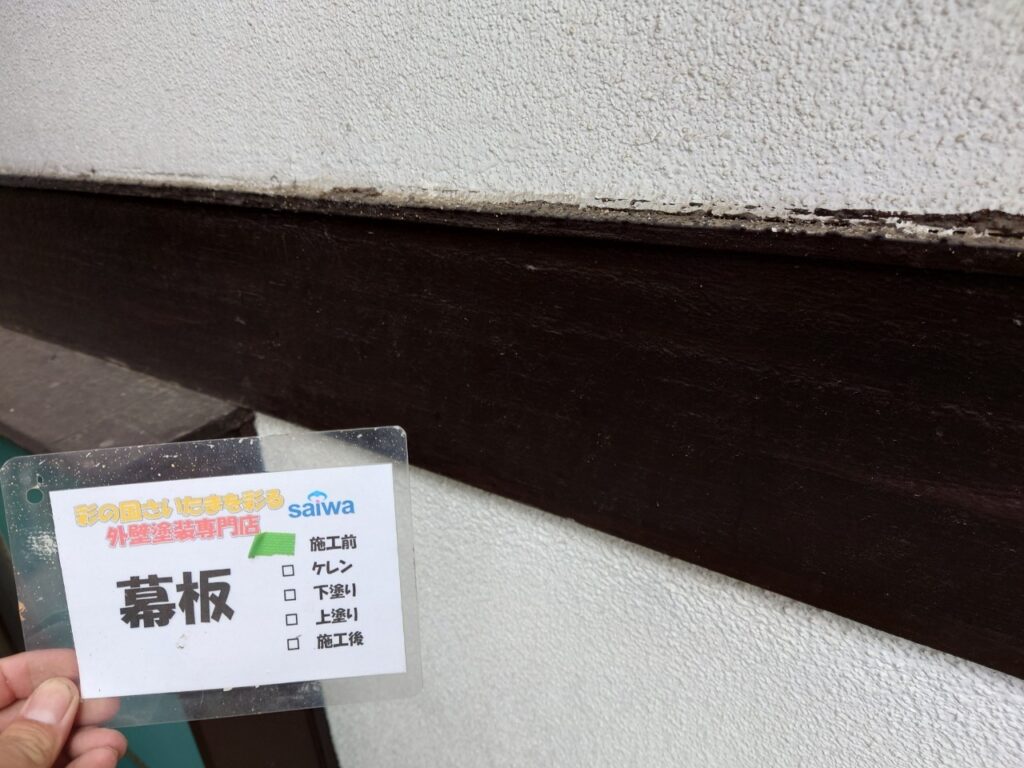 彩の国さいたまを彩る
saiwa
外壁塗装専門店
幕板
施工前
□ ケレン
□ 下塗り
□ 上塗り
□ 施工後